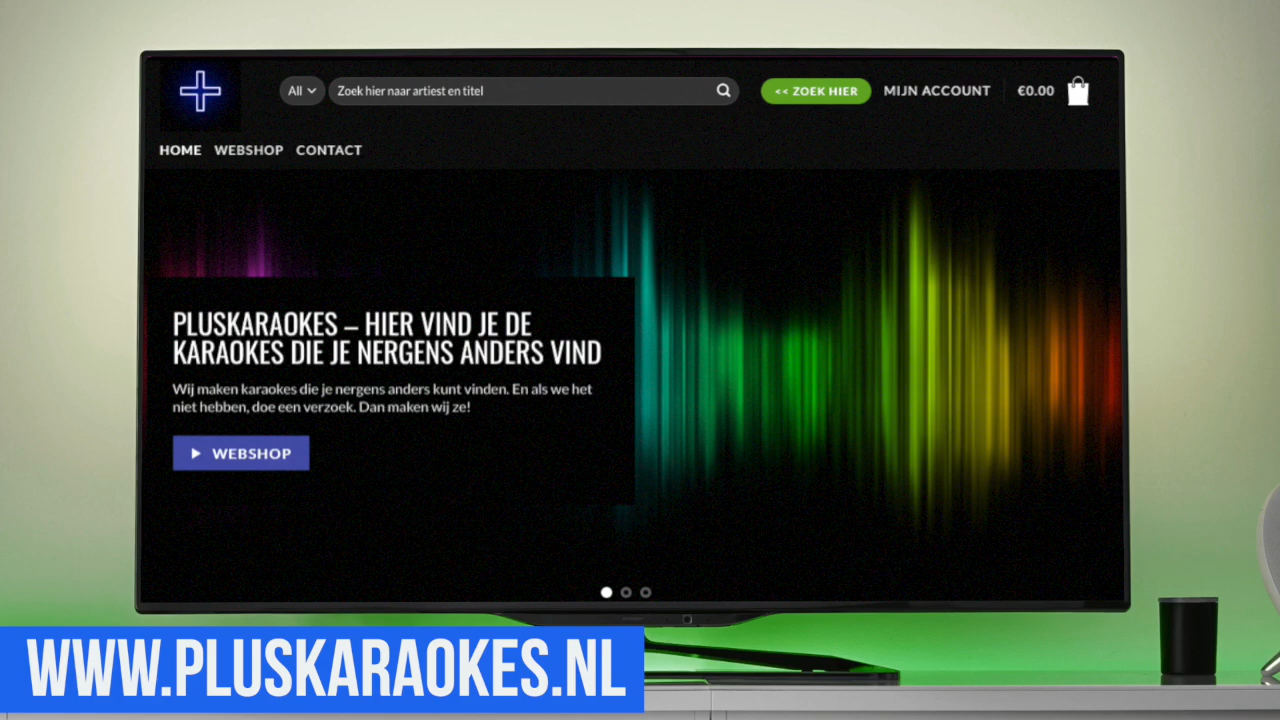 All
Zoek hier naar artiest en titel
<< ZOEK HIER
MIJN ACCOUNT
€0.00
HOME WEBSHOP CONTACT
PLUSKARAOKES – HIER VIND JE DE
KARAOKES DIE JE NERGENS ANDERS VIND
Wij maken karaokes die je nergens anders kunt vinden. En als we het
niet hebben, doe een verzoek. Dan maken wij ze!
WEBSHOP
WWW.PLUSKARAOKES.NL